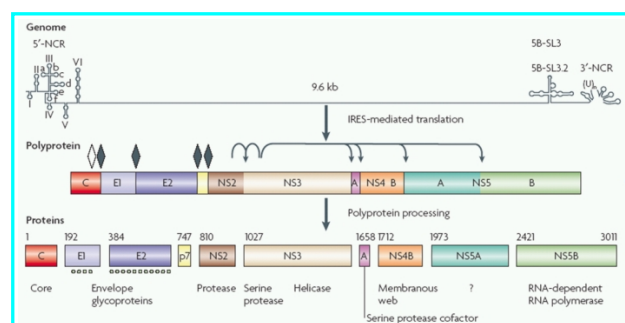 Genome
5′-NCR
III
VI
IIa
b
c
d
e
f
I
IV
V
5B-SL3
5B-SL3.2
3′-NCR
(U)n
V
9.6 kb
IRES-mediated translation
Polyprotein
C E1 E2 NS2 NS3 A NS4 B A NS5 B
Polyprotein processing
Proteins
1 192 384 747 810 1027 1658 1712 1973 2421 3011
C E1 E2 p7 NS2 NS3 A NS4B NS5A NS5B
Core
Envelope
glycoproteins
Protease
Serine
protease
Helicase
Membranous
web
?
RNA-dependent
RNA polymerase
Serine protease cofactor